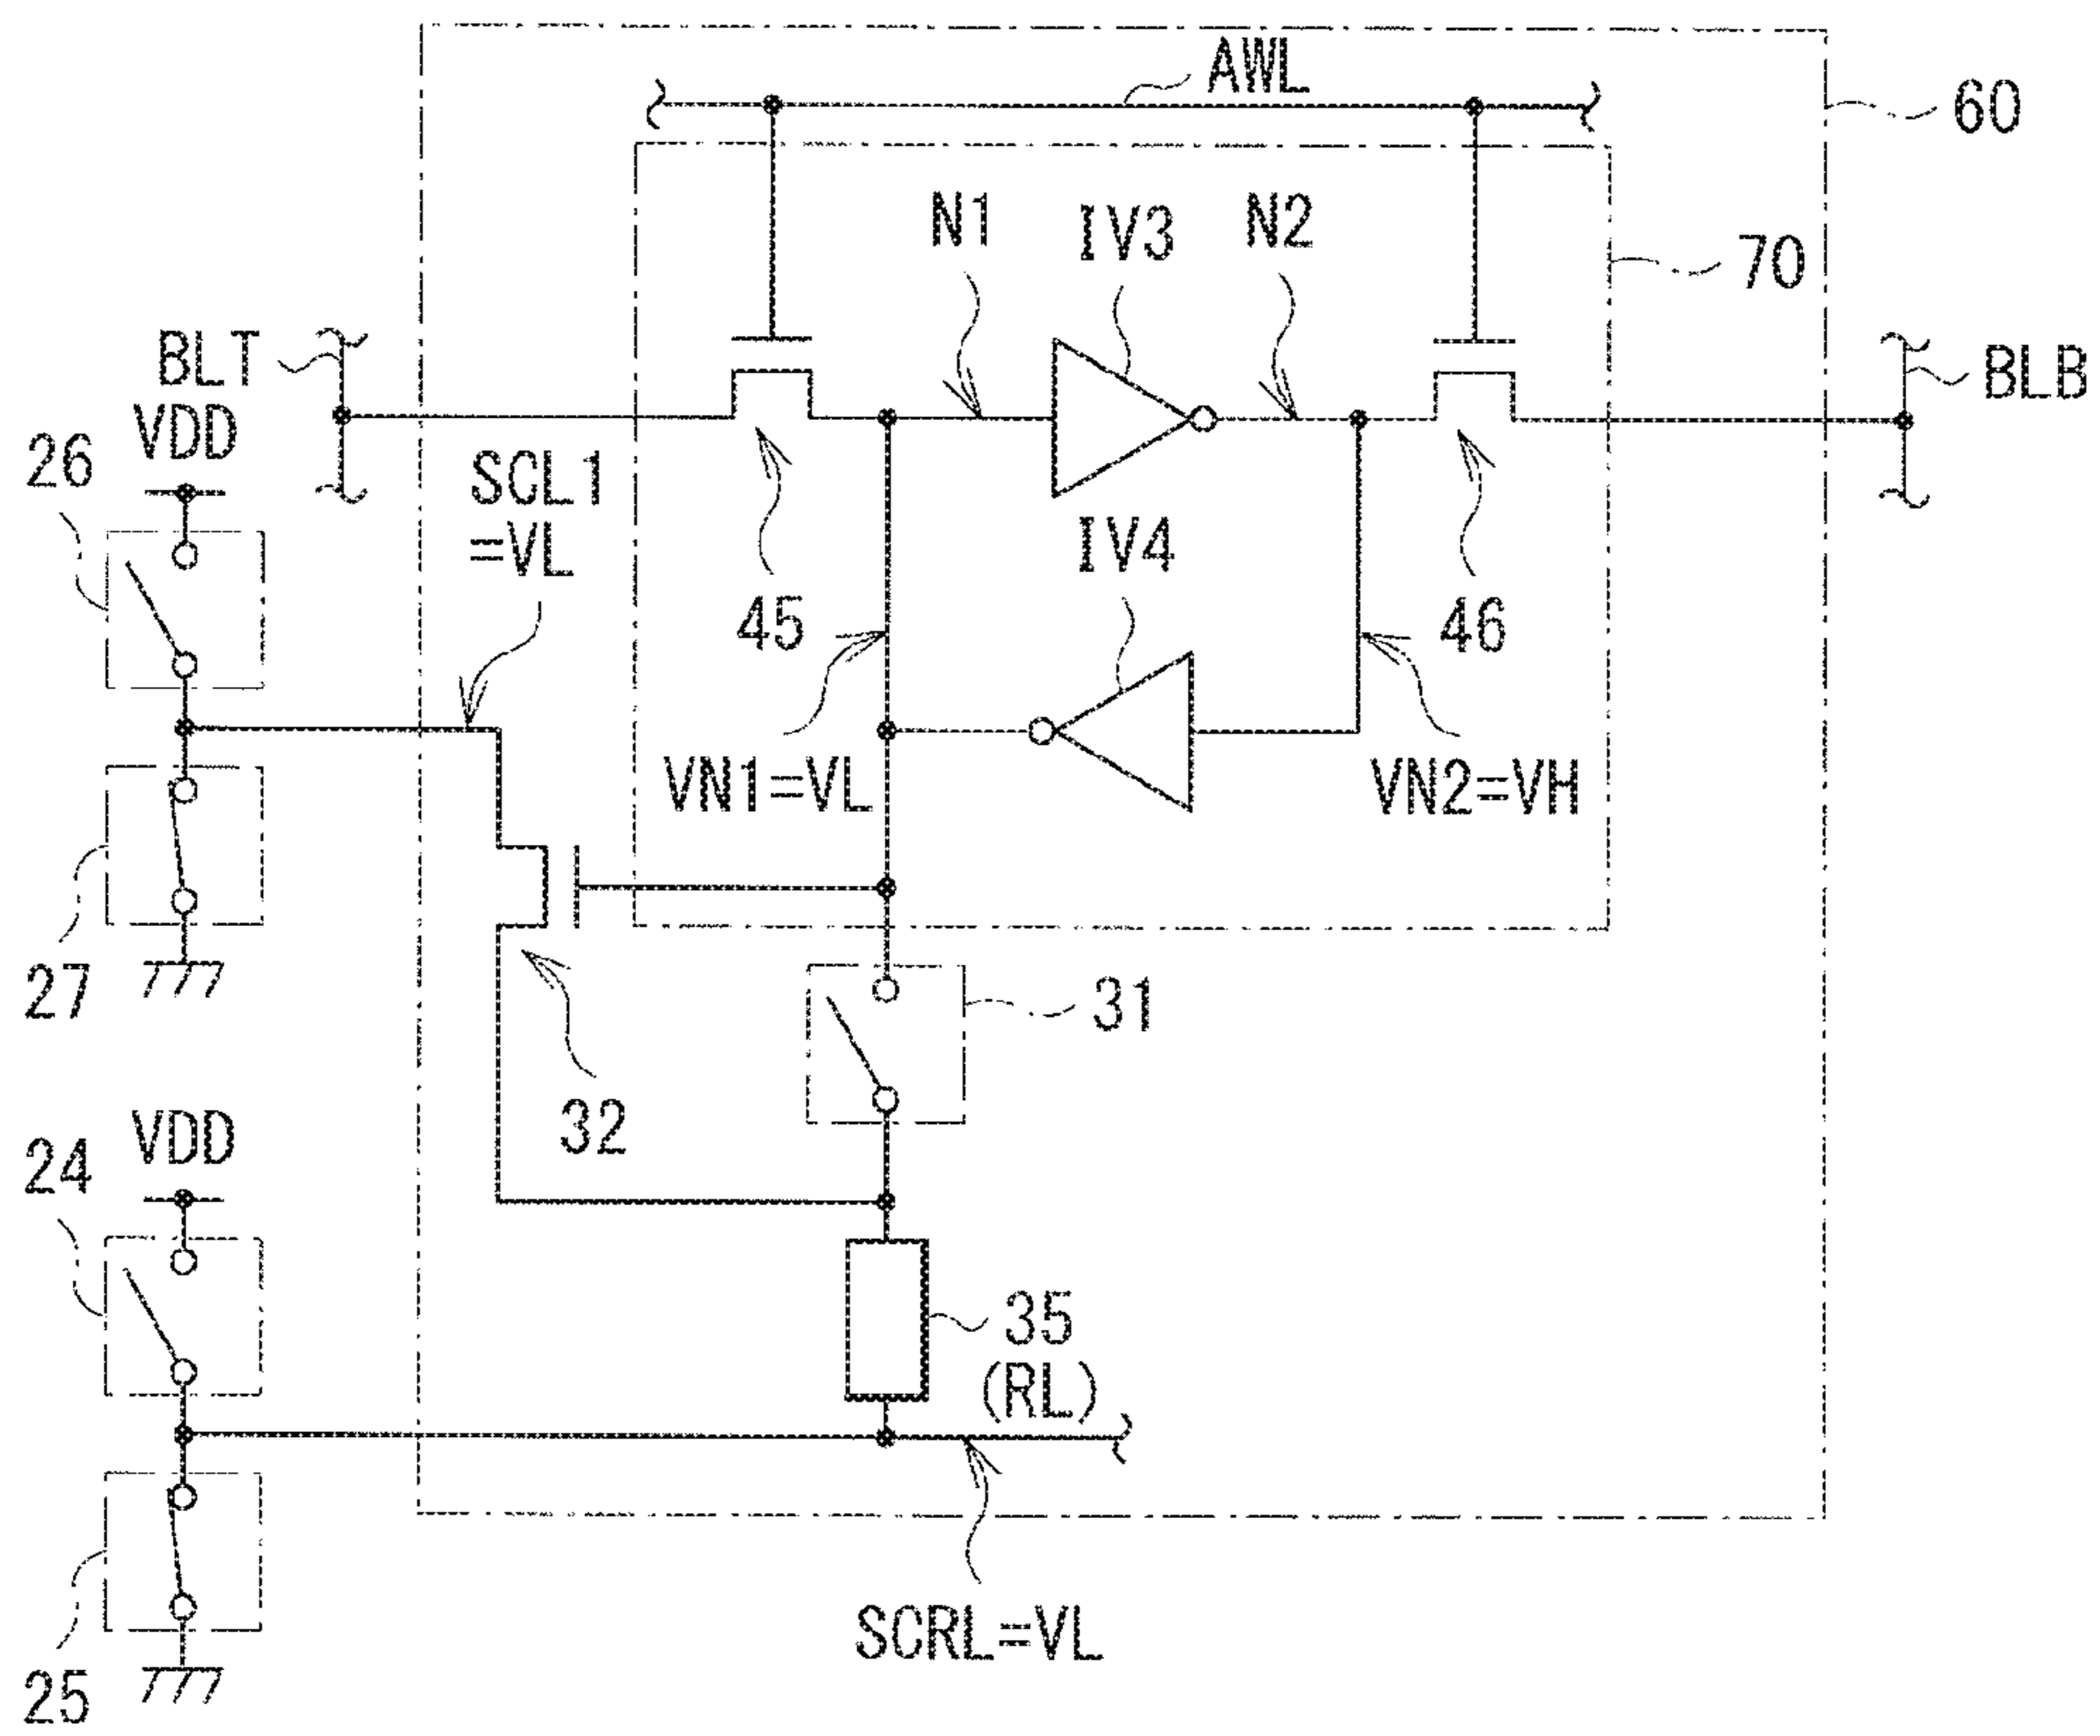 AWL
60
N1
IV3
N2
70
BLT
BLB
VDD
26
SCL1
=VL
45
IV4
46
VN1=VL
VN2=VH
27
31
32
VDD
24
35
(RL)
SCRL=VL
25